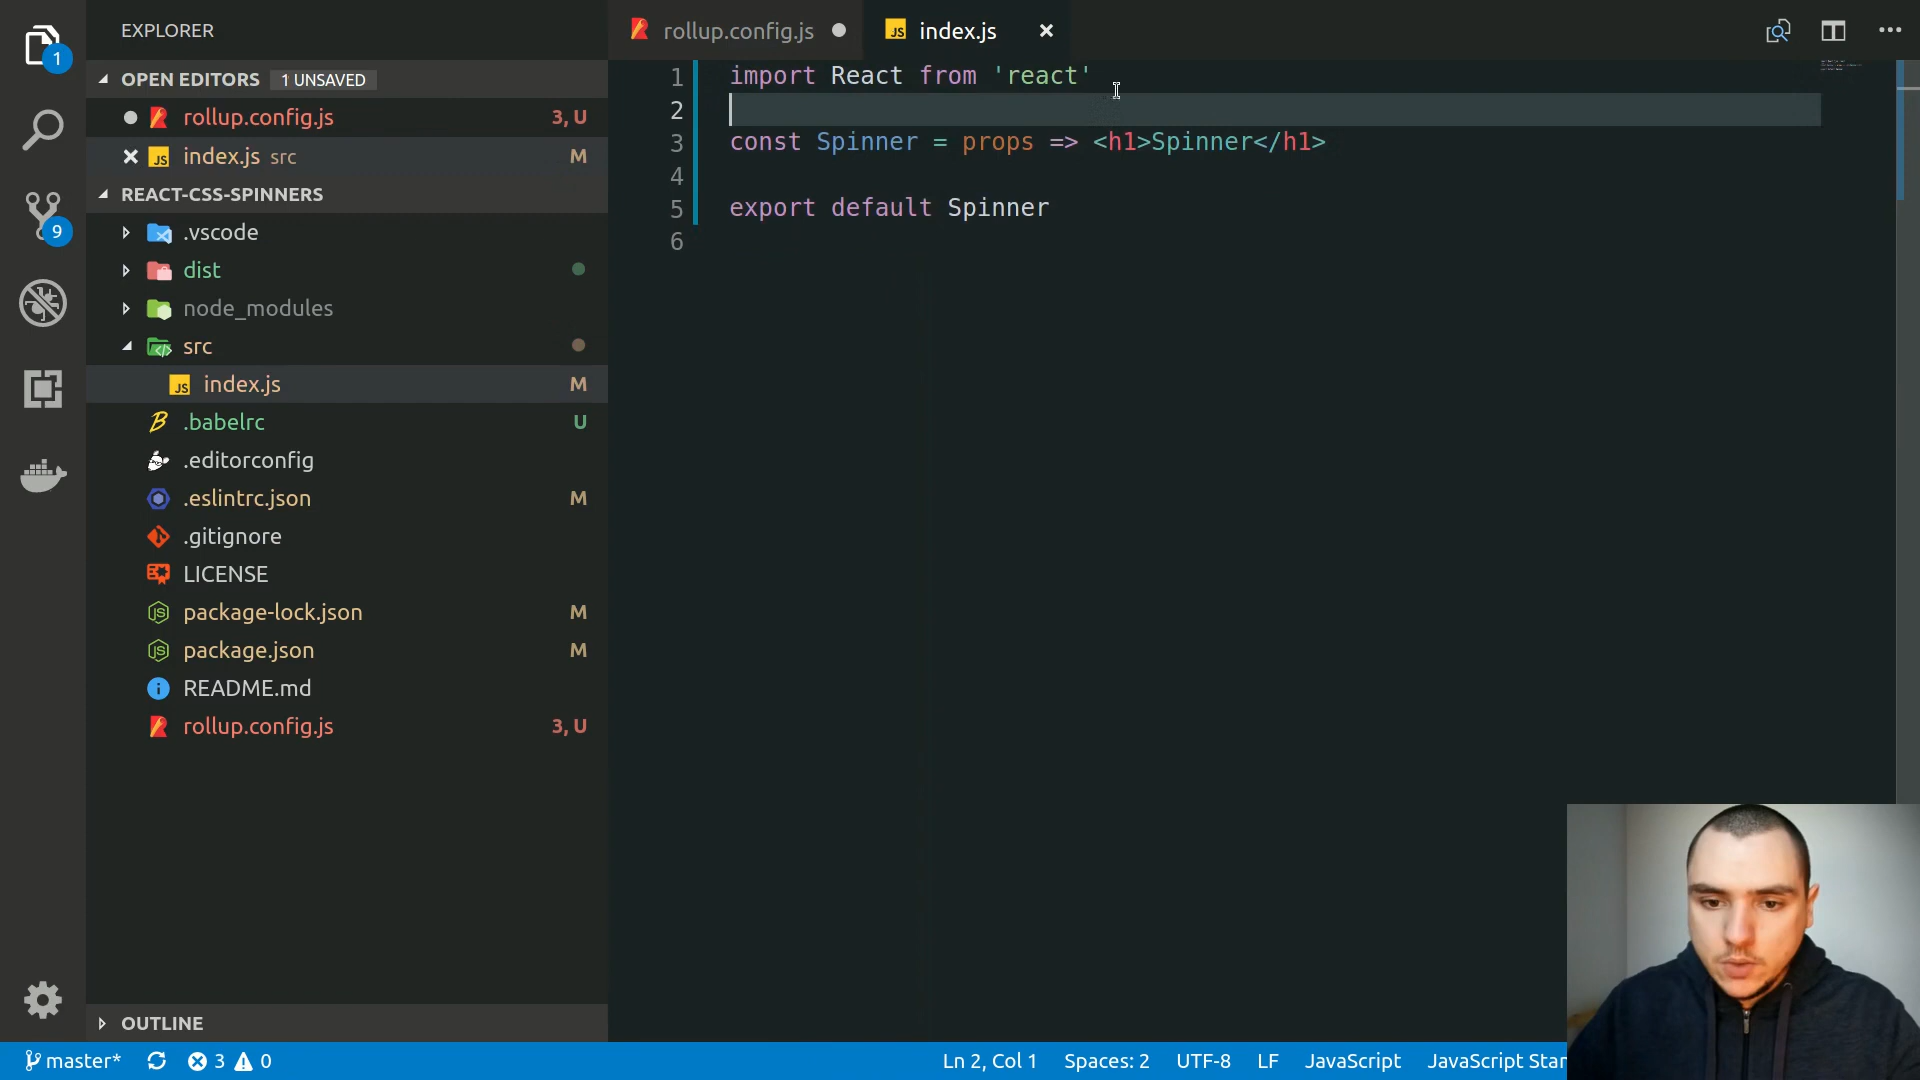 EXPLORER
OPEN EDITORS 1 UNSAVED
rollup.config.js 3, U
index.js src M
REACT-CSS-SPINNERS
.vscode
dist
node_modules
src
index.js M
.babelrc U
.editorconfig
.eslintrc.json M
.gitignore
LICENSE
package-lock.json M
package.json M
README.md
rollup.config.js 3, U
OUTLINE
1
9
rollup.config.js
JS index.js
1 import React from 'react'
2
3 const Spinner = props => <h1>Spinner</h1>
4
5 export default Spinner
6
master* 3 0 Ln 2, Col 1 Spaces: 2 UTF-8 LF JavaScript JavaScript Star